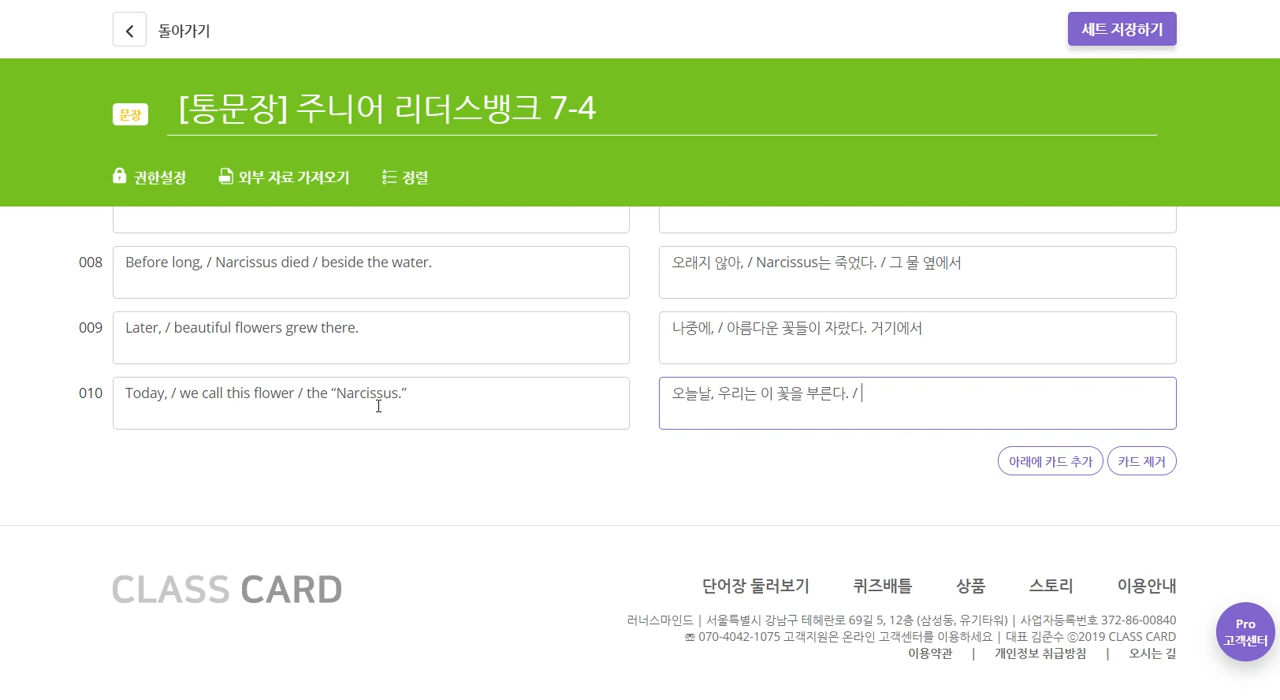 돌아가기
세트 저장하기
문장
[통문장] 주니어 리더스뱅크 7-4
권한설정
외부 자료 가져오기
정렬
008
Before long, / Narcissus died / beside the water.
오래지 않아, / Narcissus는 죽었다. / 그 물 옆에서
009
Later, / beautiful flowers grew there.
나중에, / 아름다운 꽃들이 자랐다. 거기에서
010
Today, / we call this flower / the “Narcissus.”
오늘날, 우리는 이 꽃을 부른다. /
아래에 카드 추가
카드 제거
CLASS CARD
단어장 둘러보기
퀴즈배틀
상품
스토리
이용안내
러너스마인드 | 서울특별시 강남구 테헤란로 69길 5, 12층 (삼성동, 유기타워) | 사업자등록번호 372-86-00840
☎ 070-4042-1075 고객지원은 온라인 고객센터를 이용하세요 | 대표 김준수 ⓒ2019 CLASS CARD
이용약관 | 개인정보 취급방침 | 오시는 길
Pro
고객센터